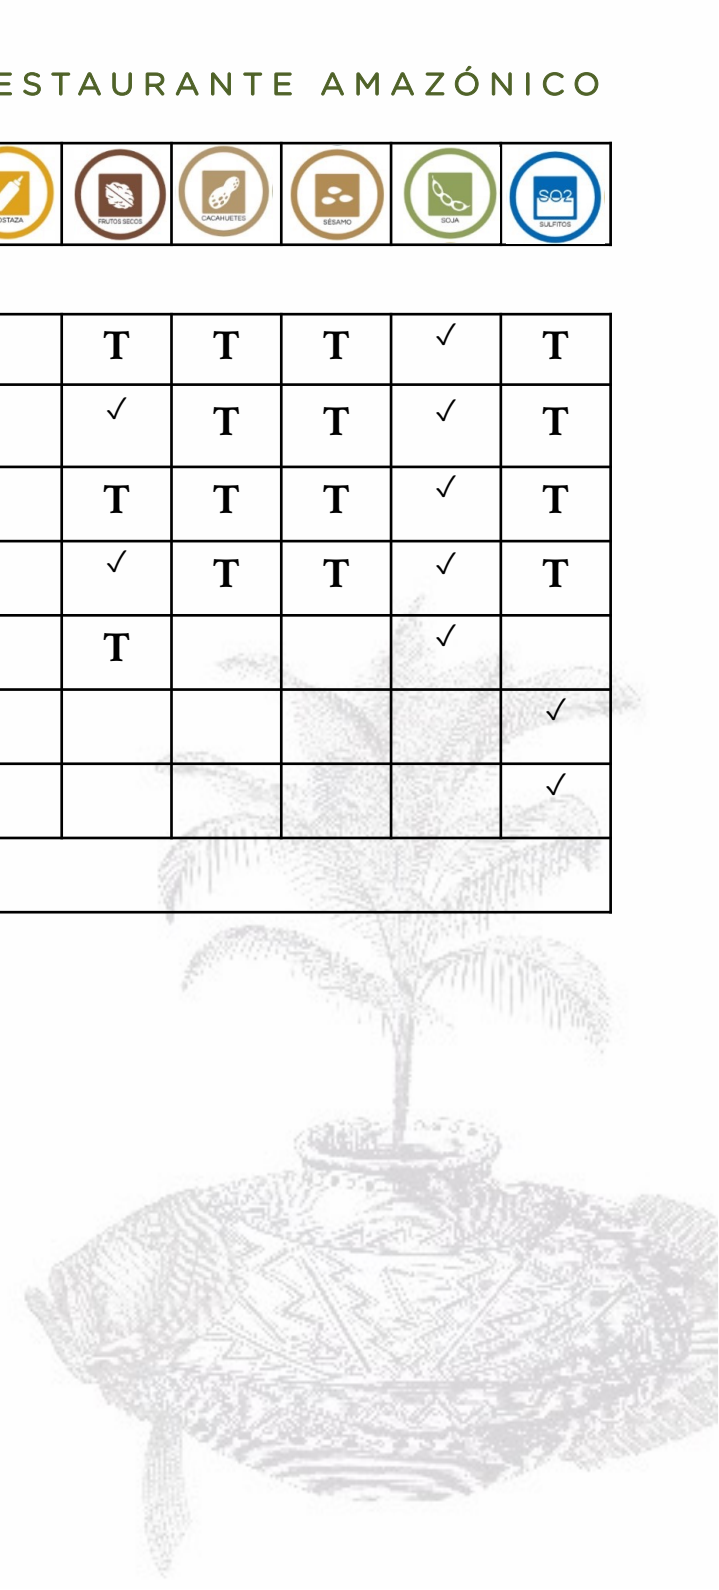 ESTAURANTE AMAZÓNICO
OSTAZA FRUTOS SECOS CACAHUETES SÉSAMO SOJA SO2 SULFITOS
T T T ✓ T
✓ T T ✓ T
T T T ✓ T
✓ T T ✓ T
T ✓
✓
✓